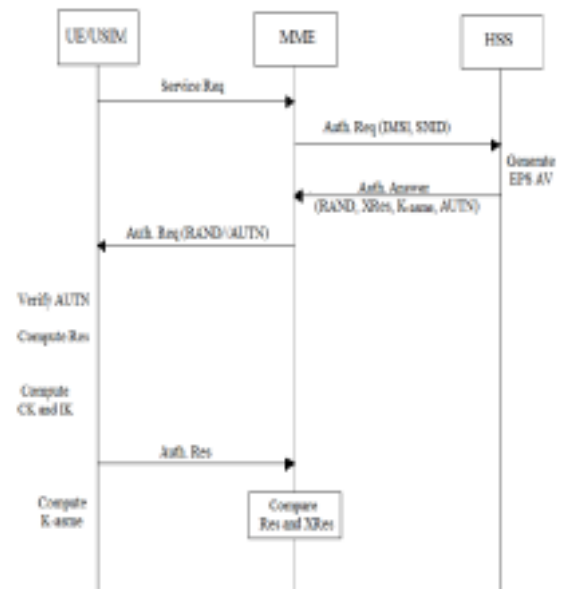 UE/USIM
MME
HSS
Service Req
Auth. Req (IMSI, SNID)
Generate
EPS AV
Auth. Answer
(RAND, XRes, K-asme, AUTN)
Auth. Req (RAND/AUTN)
Verify AUTN
Compute Res
Compute
CK and IK
Auth. Res
Compute
K-asme
Compare
Res and XRes